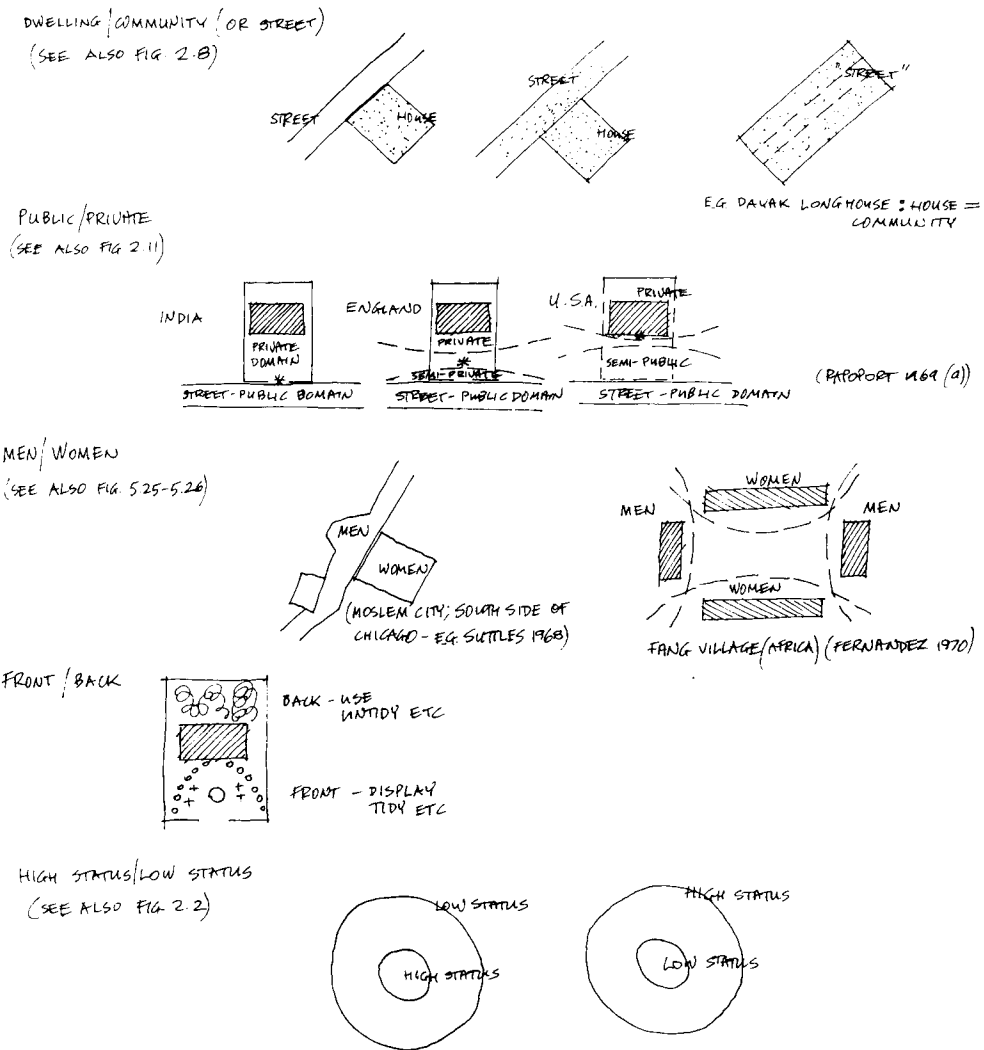 DWELLING/COMMUNITY (OR STREET)
(SEE ALSO FIG. 2.8)
STREET
HOUSE
STREET
HOUSE
"STREET"
E.G DAYAK LONGHOUSE : HOUSE =
COMMUNITY
PUBLIC/PRIVATE
(SEE ALSO FIG 2.11)
INDIA
PRIVATE
DOMAIN
STREET-PUBLIC DOMAIN
ENGLAND
PRIVATE
SEMI-PRIVATE
STREET-PUBLIC DOMAIN
U.S.A.
PRIVATE
SEMI-PUBLIC
STREET-PUBLIC DOMAIN
(RAPOPORT 1969 (a))
MEN/WOMEN
(SEE ALSO FIG. 5.25-5.26)
MEN
WOMEN
(MOSLEM CITY; SOUTH SIDE OF
CHICAGO - E.G. SUTTLES 1968)
WOMEN
MEN
MEN
WOMEN
FANG VILLAGE (AFRICA) (FERNANDEZ 1970)
FRONT/BACK
BACK - USE
UNTIDY ETC
FRONT - DISPLAY
TIDY ETC
HIGH STATUS/LOW STATUS
(SEE ALSO FIG 2.2)
LOW STATUS
HIGH STATUS
HIGH STATUS
LOW STATUS